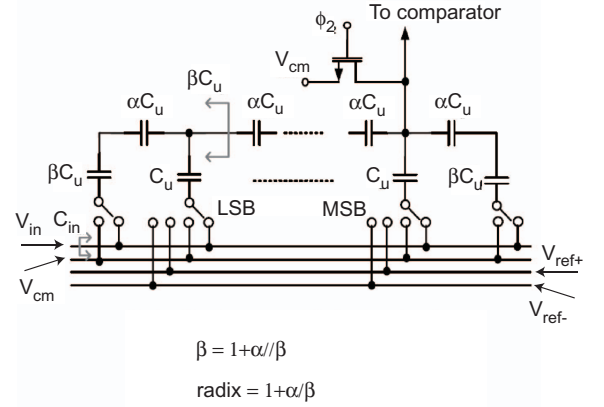 To comparator
ϕ2,
Vcm
βCu
αCu αCu αCu αCu
βCu Cu Cu βCu
LSB MSB
Vin Cin
Vref+
Vcm
Vref-
β = 1+α//β
radix = 1+α/β